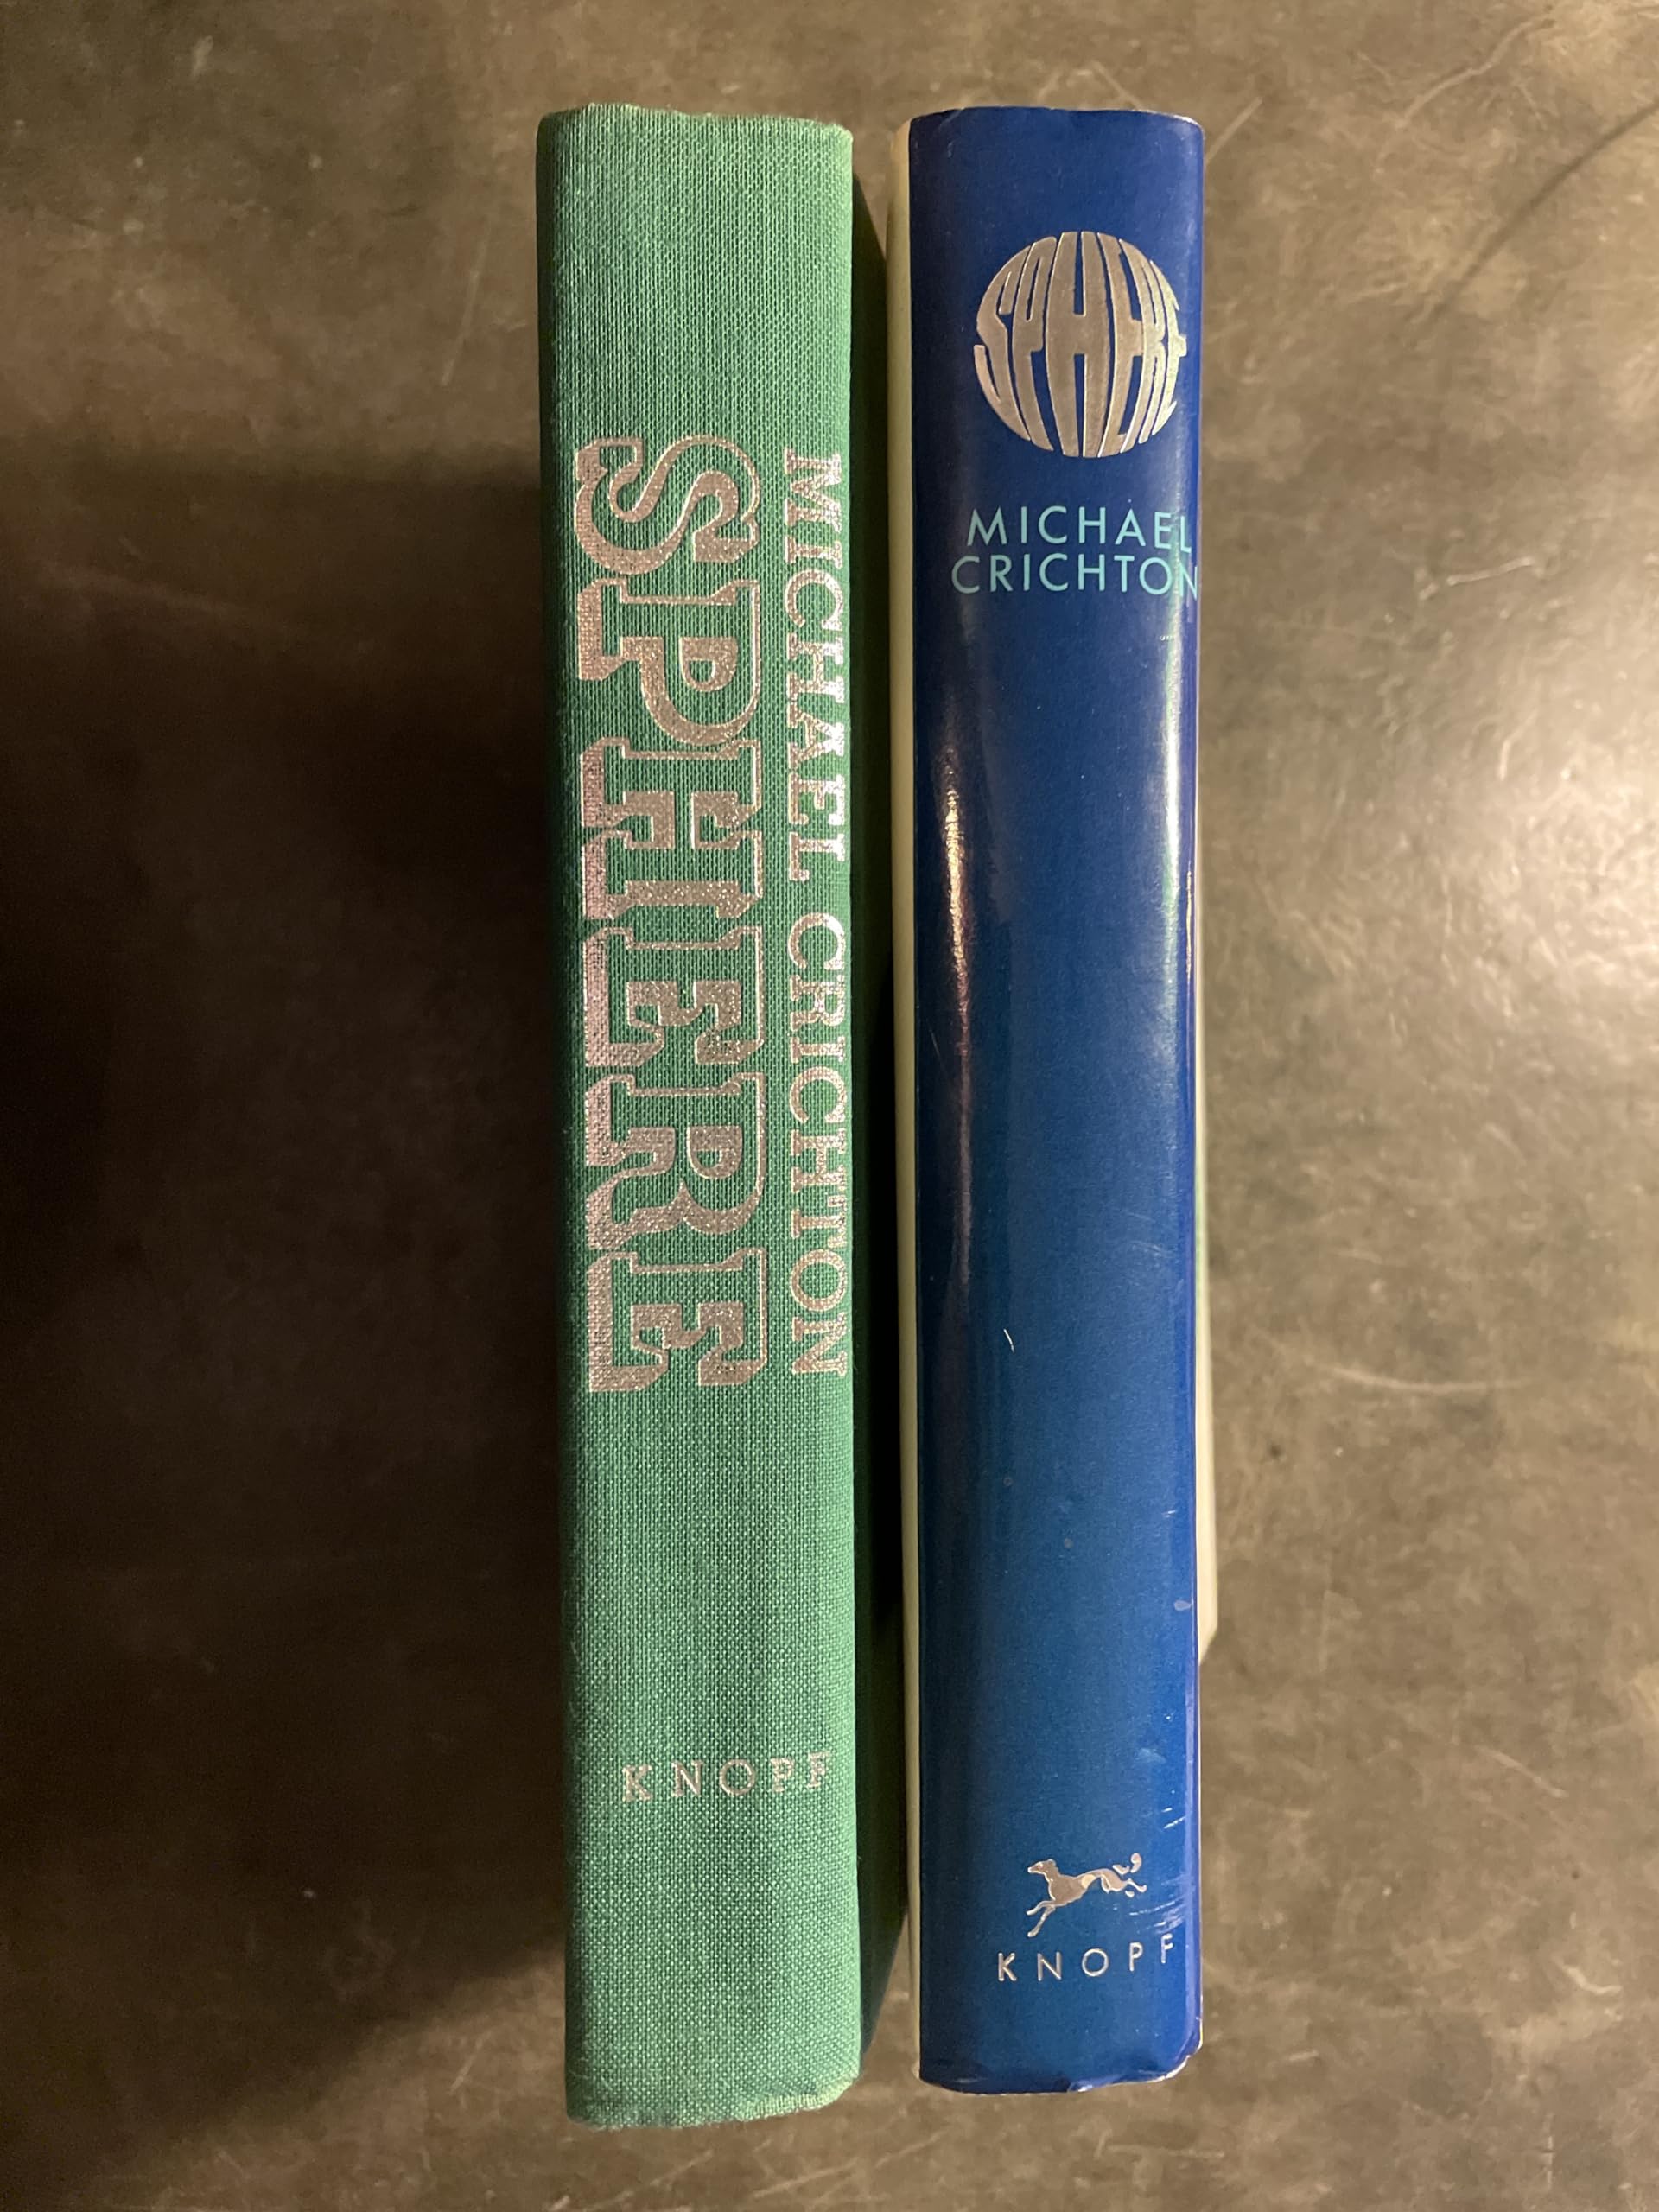 MICHAEL CRICHTON
SPHERE
KNOPF
SPHERE
MICHAEL
CRICHTON
KNOPF